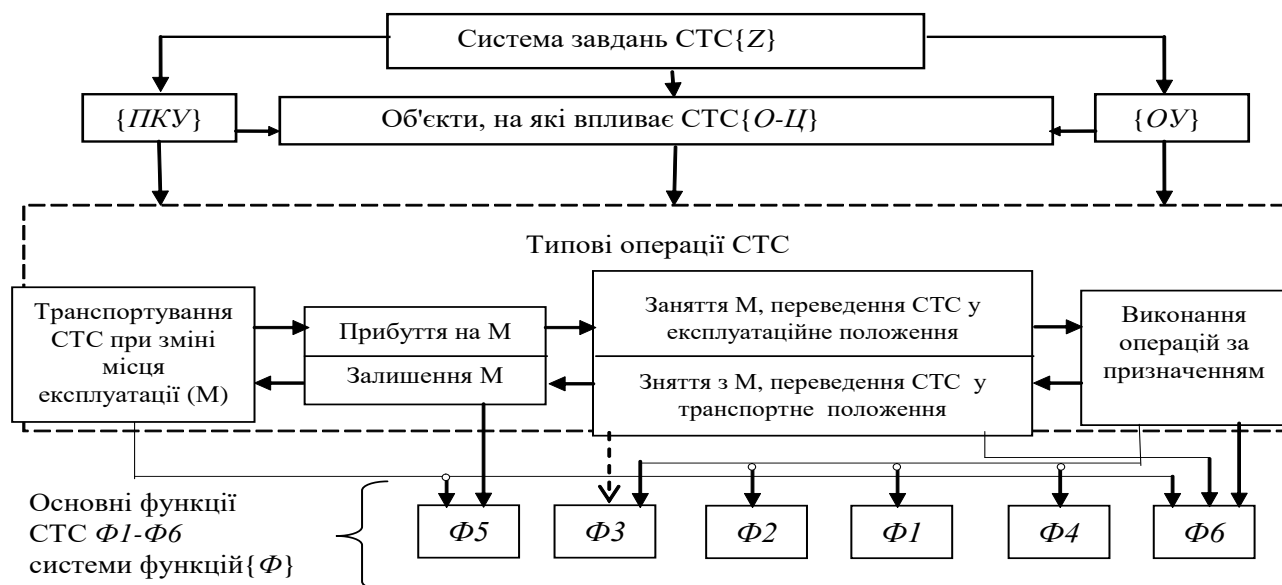 Система завдань СТС{Z}
{ПКУ}
Об'єкти, на які впливає СТС{О-Ц}
{ОУ}
Типові операції СТС
Транспортування
СТС при зміні
місця
експлуатації (М)
Прибуття на М
Залишення М
Заняття М, переведення СТС у
експлуатаційне положення
Зняття з М, переведення СТС у
транспортне положення
Виконання
операцій за
призначенням
Основні функції
СТС Ф1-Ф6
системи функцій{Ф}
Ф5
Ф3
Ф2
Ф1
Ф4
Ф6